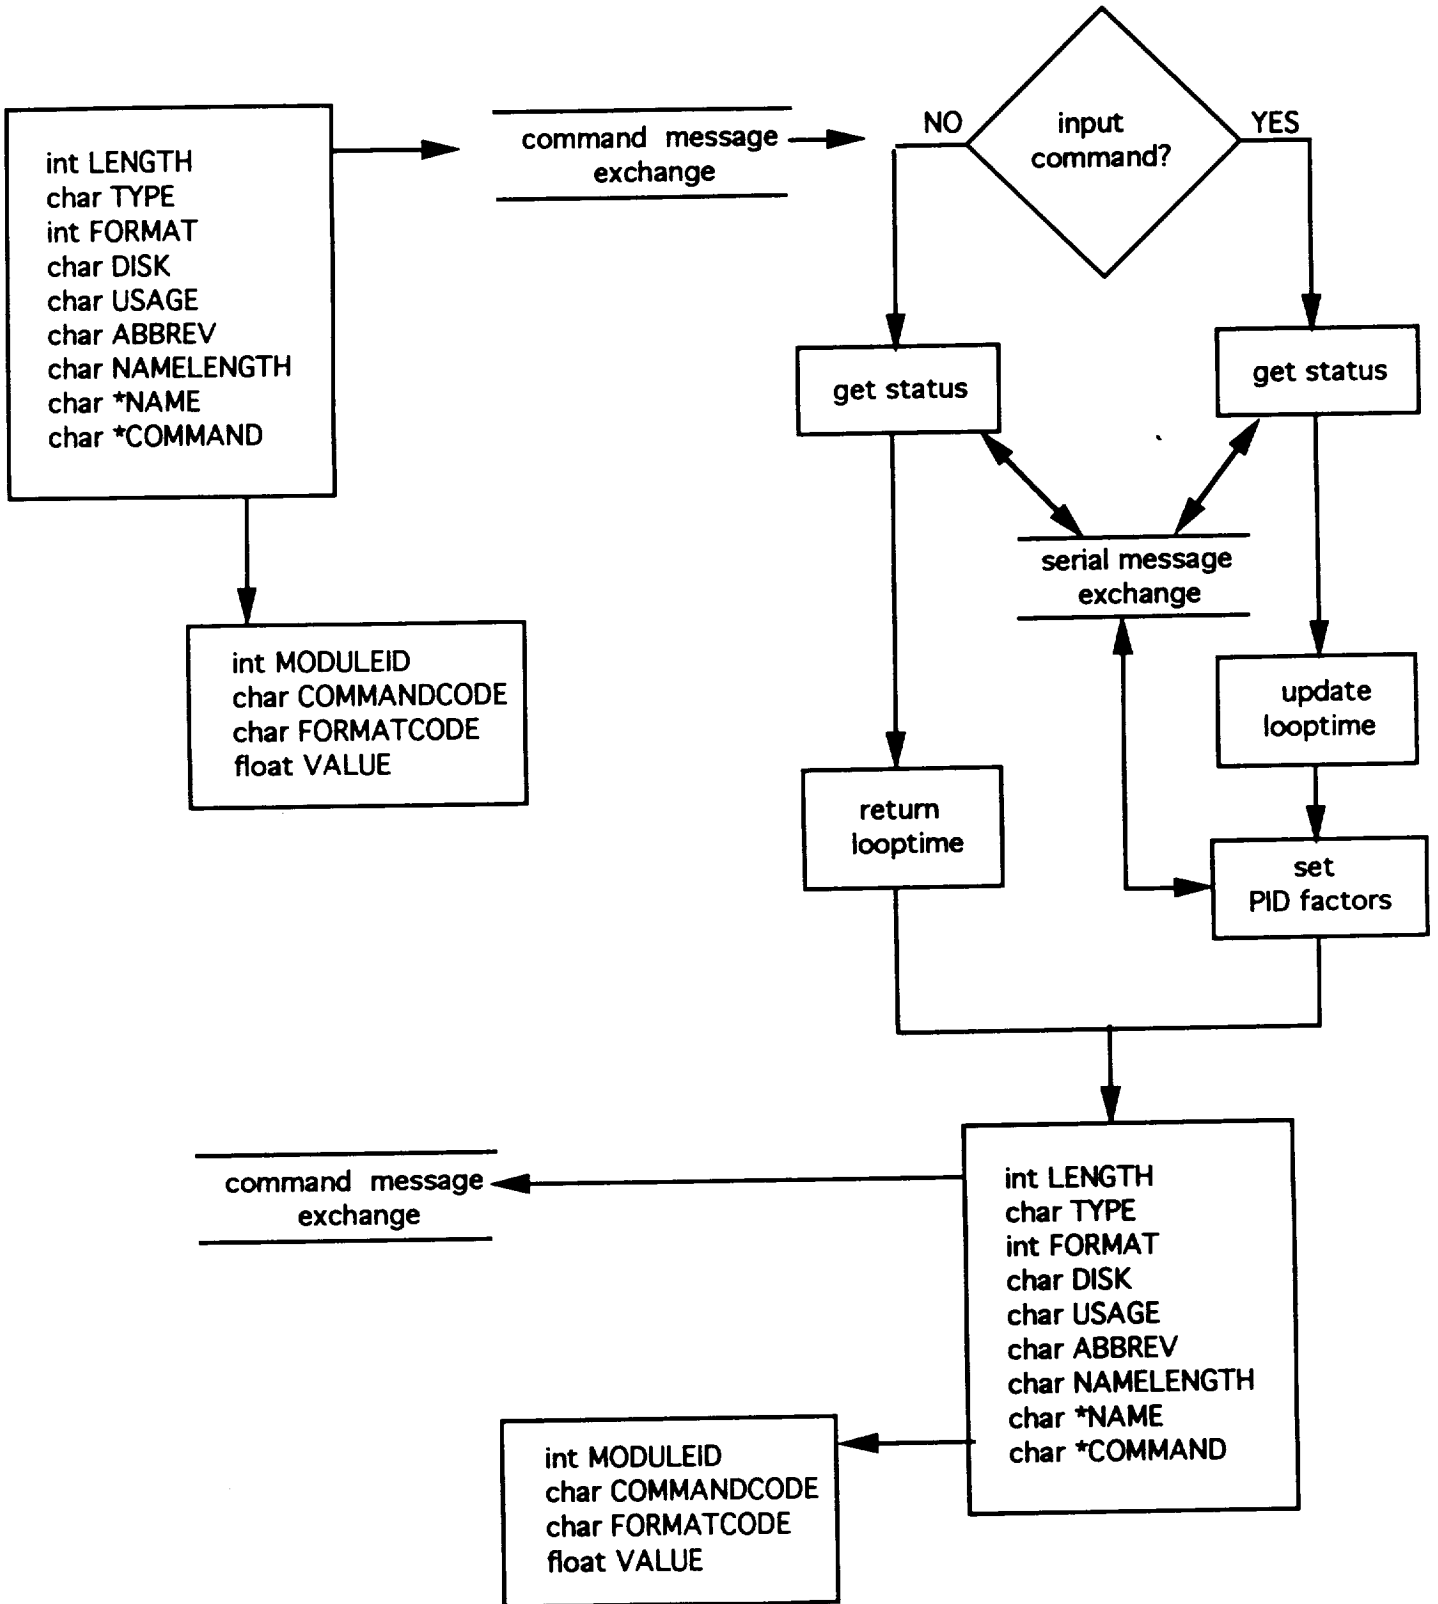 int LENGTH
char TYPE
int FORMAT
char DISK
char USAGE
char ABBREV
char NAMELENGTH
char *NAME
char *COMMAND
int MODULEID
char COMMANDCODE
char FORMATCODE
float VALUE
command message
exchange
NO
input
command?
YES
get status
get status
serial message
exchange
update
looptime
return
looptime
set
PID factors
command message
exchange
int LENGTH
char TYPE
int FORMAT
char DISK
char USAGE
char ABBREV
char NAMELENGTH
char *NAME
char *COMMAND
int MODULEID
char COMMANDCODE
char FORMATCODE
float VALUE